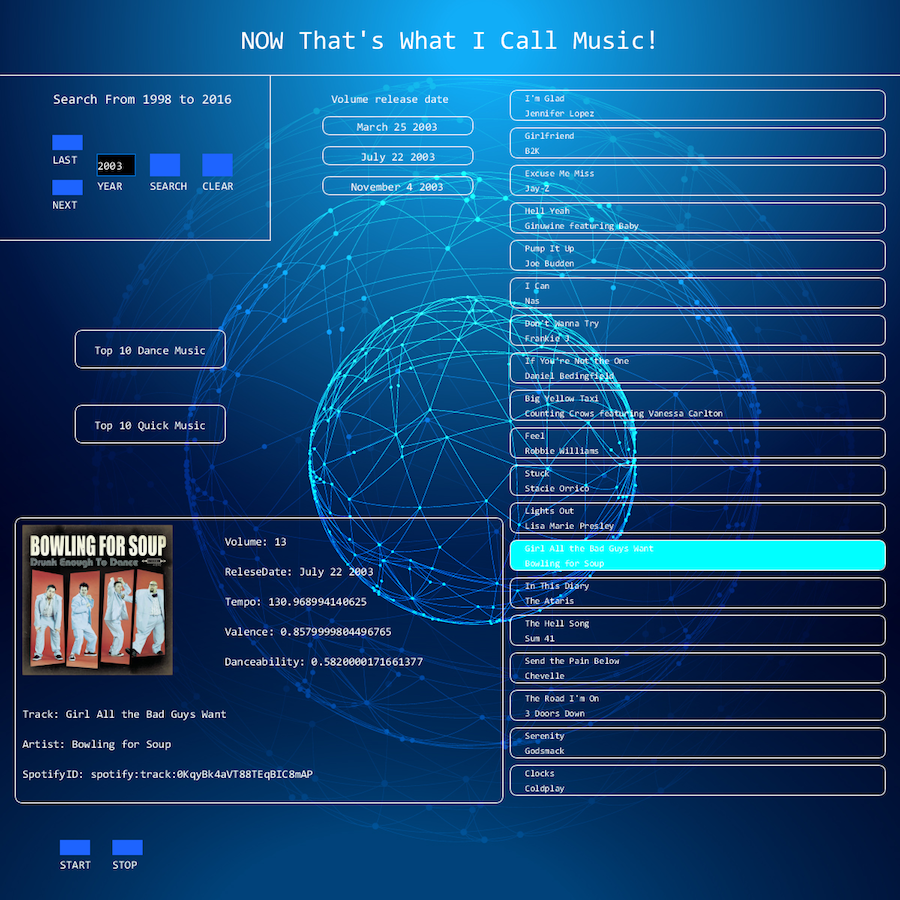 NOW That's What I Call Music!
Search From 1998 to 2016
LAST
2003
YEAR
SEARCH
CLEAR
NEXT
Volume release date
March 25 2003
July 22 2003
November 4 2003
Top 10 Dance Music
Top 10 Quick Music
I'm Glad
Jennifer Lopez
Girlfriend
B2K
Excuse Me Miss
Jay-Z
Hell Yeah
Ginuwine featuring Baby
Pump It Up
Joe Budden
I Can
Nas
Don't Wanna Try
Frankie J
If You're Not the One
Daniel Bedingfield
Big Yellow Taxi
Counting Crows featuring Vanessa Carlton
Feel
Robbie Williams
Stuck
Stacie Orrico
Lights Out
Lisa Marie Presley
Girl All the Bad Guys Want
Bowling for Soup
In This Diary
The Ataris
The Hell Song
Sum 41
Send the Pain Below
Chevelle
The Road I'm On
3 Doors Down
Serenity
Godsmack
Clocks
Coldplay
BOWLING FOR SOUP
Drunk Enough To Dance
Volume: 13
ReleseDate: July 22 2003
Tempo: 130.968994140625
Valence: 0.8579999804496765
Danceability: 0.5820000171661377
Track: Girl All the Bad Guys Want
Artist: Bowling for Soup
SpotifyID: spotify:track:0KqyBk4aVT88TEqBIC8mAP
START
STOP